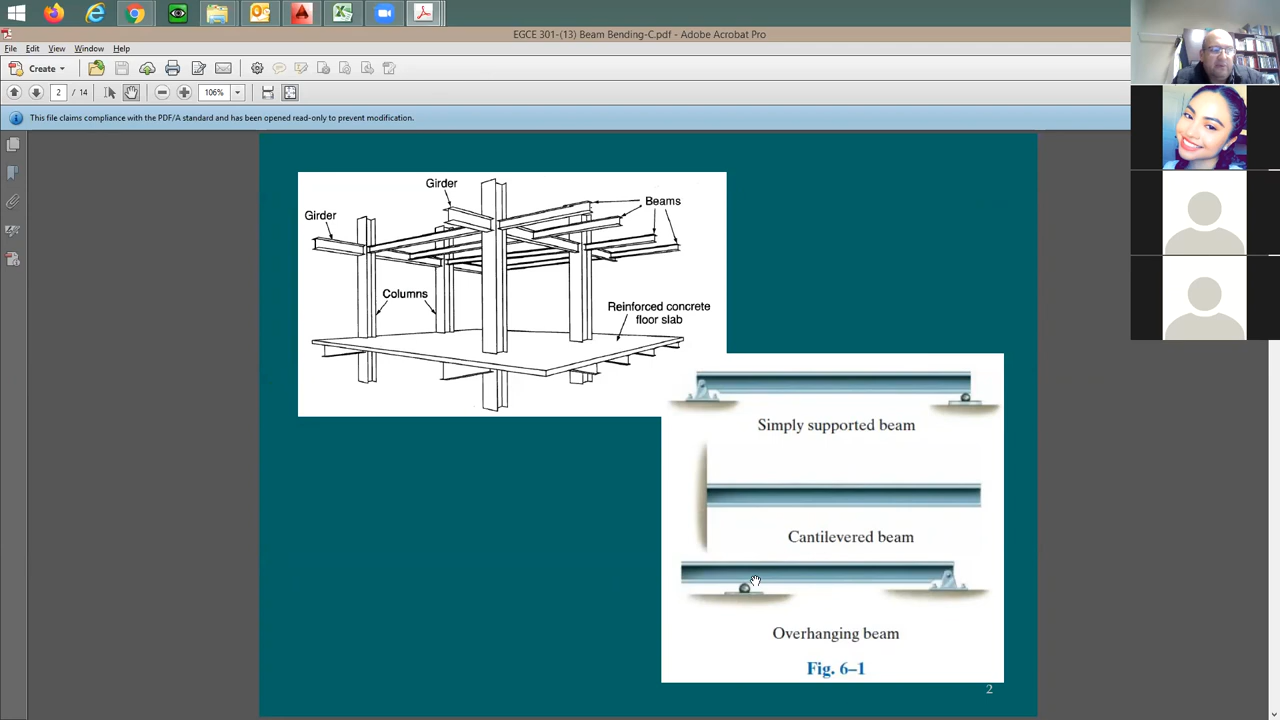 EGCE 301-(13) Beam Bending-C.pdf - Adobe Acrobat Pro
File Edit View Window Help
Create
2 / 14 106%
This file claims compliance with the PDF/A standard and has been opened read-only to prevent modification.
Girder
Girder
Beams
Columns
Reinforced concrete
floor slab
Simply supported beam
Cantilevered beam
Overhanging beam
Fig. 6–1
2